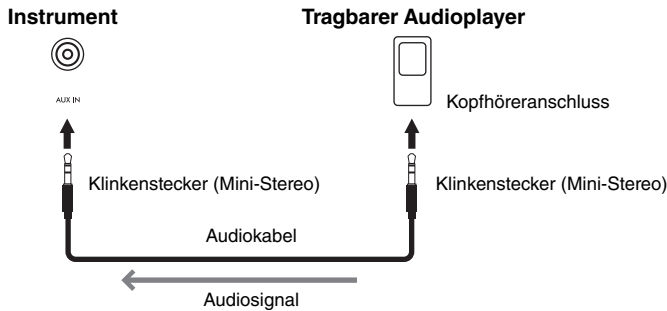 Instrument
Tragbarer Audioplayer
AUX IN
Kopfhöreranschluss
Klinkenstecker (Mini-Stereo)
Klinkenstecker (Mini-Stereo)
Audiokabel
Audiosignal